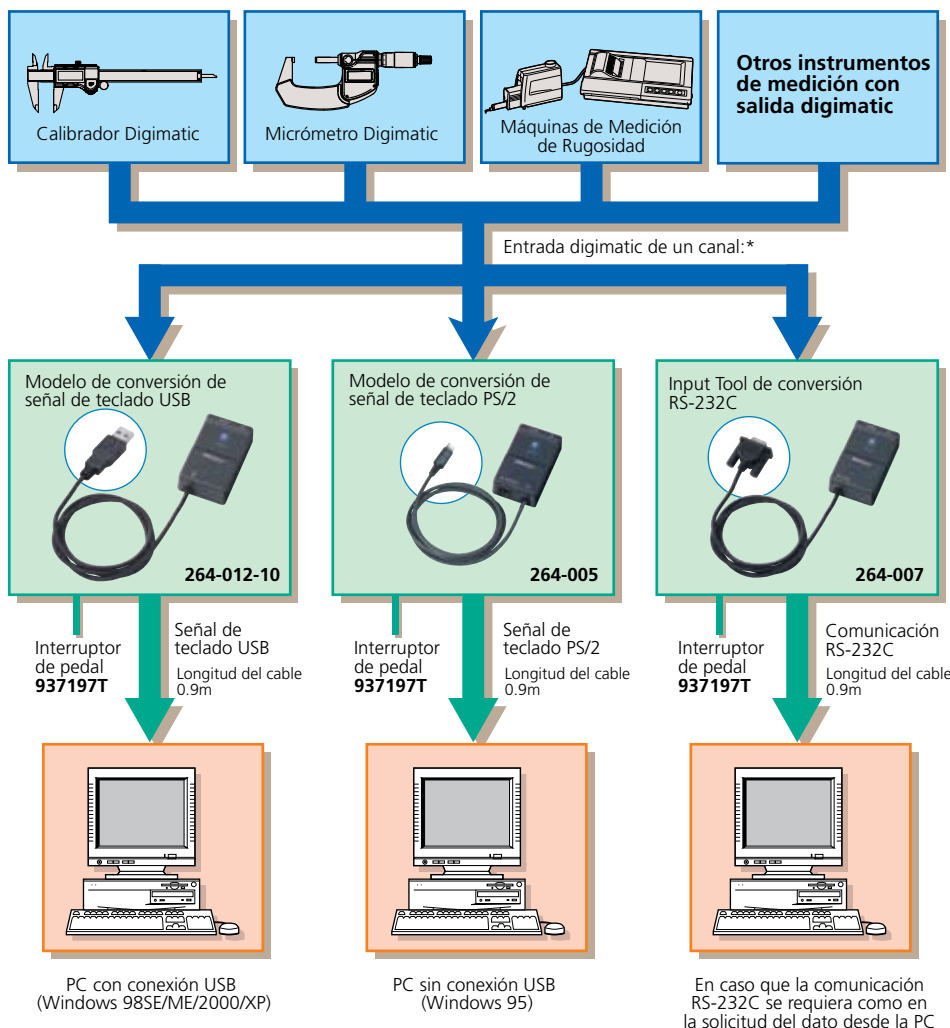 Calibrador Digimatic
Micrómetro Digimatic
Máquinas de Medición
de Rugosidad
Otros instrumentos
de medición con
salida digimatic
Entrada digimatic de un canal:*
Modelo de conversión de
señal de teclado USB
264-012-10
Modelo de conversión de
señal de teclado PS/2
264-005
Input Tool de conversión
RS-232C
264-007
Interruptor
de pedal
937197T
Señal de
teclado USB
Longitud del cable
0.9m
Interruptor
de pedal
937197T
Señal de
teclado PS/2
Longitud del cable
0.9m
Interruptor
de pedal
937197T
Comunicación
RS-232C
Longitud del cable
0.9m
PC con conexión USB
(Windows 98SE/ME/2000/XP)
PC sin conexión USB
(Windows 95)
En caso que la comunicación
RS-232C se requiera como en
la solicitud del dato desde la PC